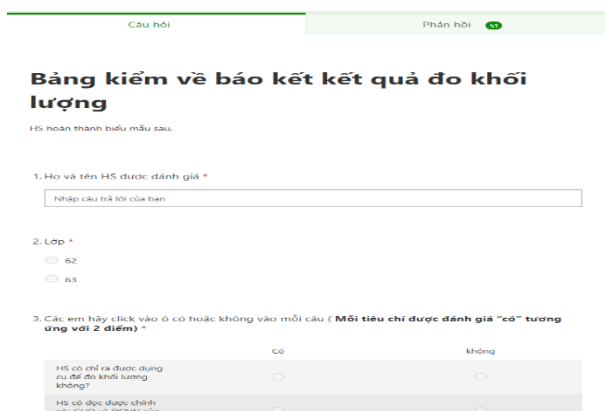 Câu hỏi
Phản hồi 51
Bảng kiểm về báo kết kết quả đo khối
lượng
HS hoàn thành biểu mẫu sau.
1. Họ và tên HS được đánh giá *
Nhập câu trả lời của bạn
2. Lớp *
62
63
3. Các em hãy click vào ô có hoặc không vào mỗi câu ( Mỗi tiêu chí được đánh giá "có" tương
ứng với 2 điểm) *
Có
không
HS có chỉ ra được dụng
cụ để đo khối lượng
không?
HS có đọc được chính